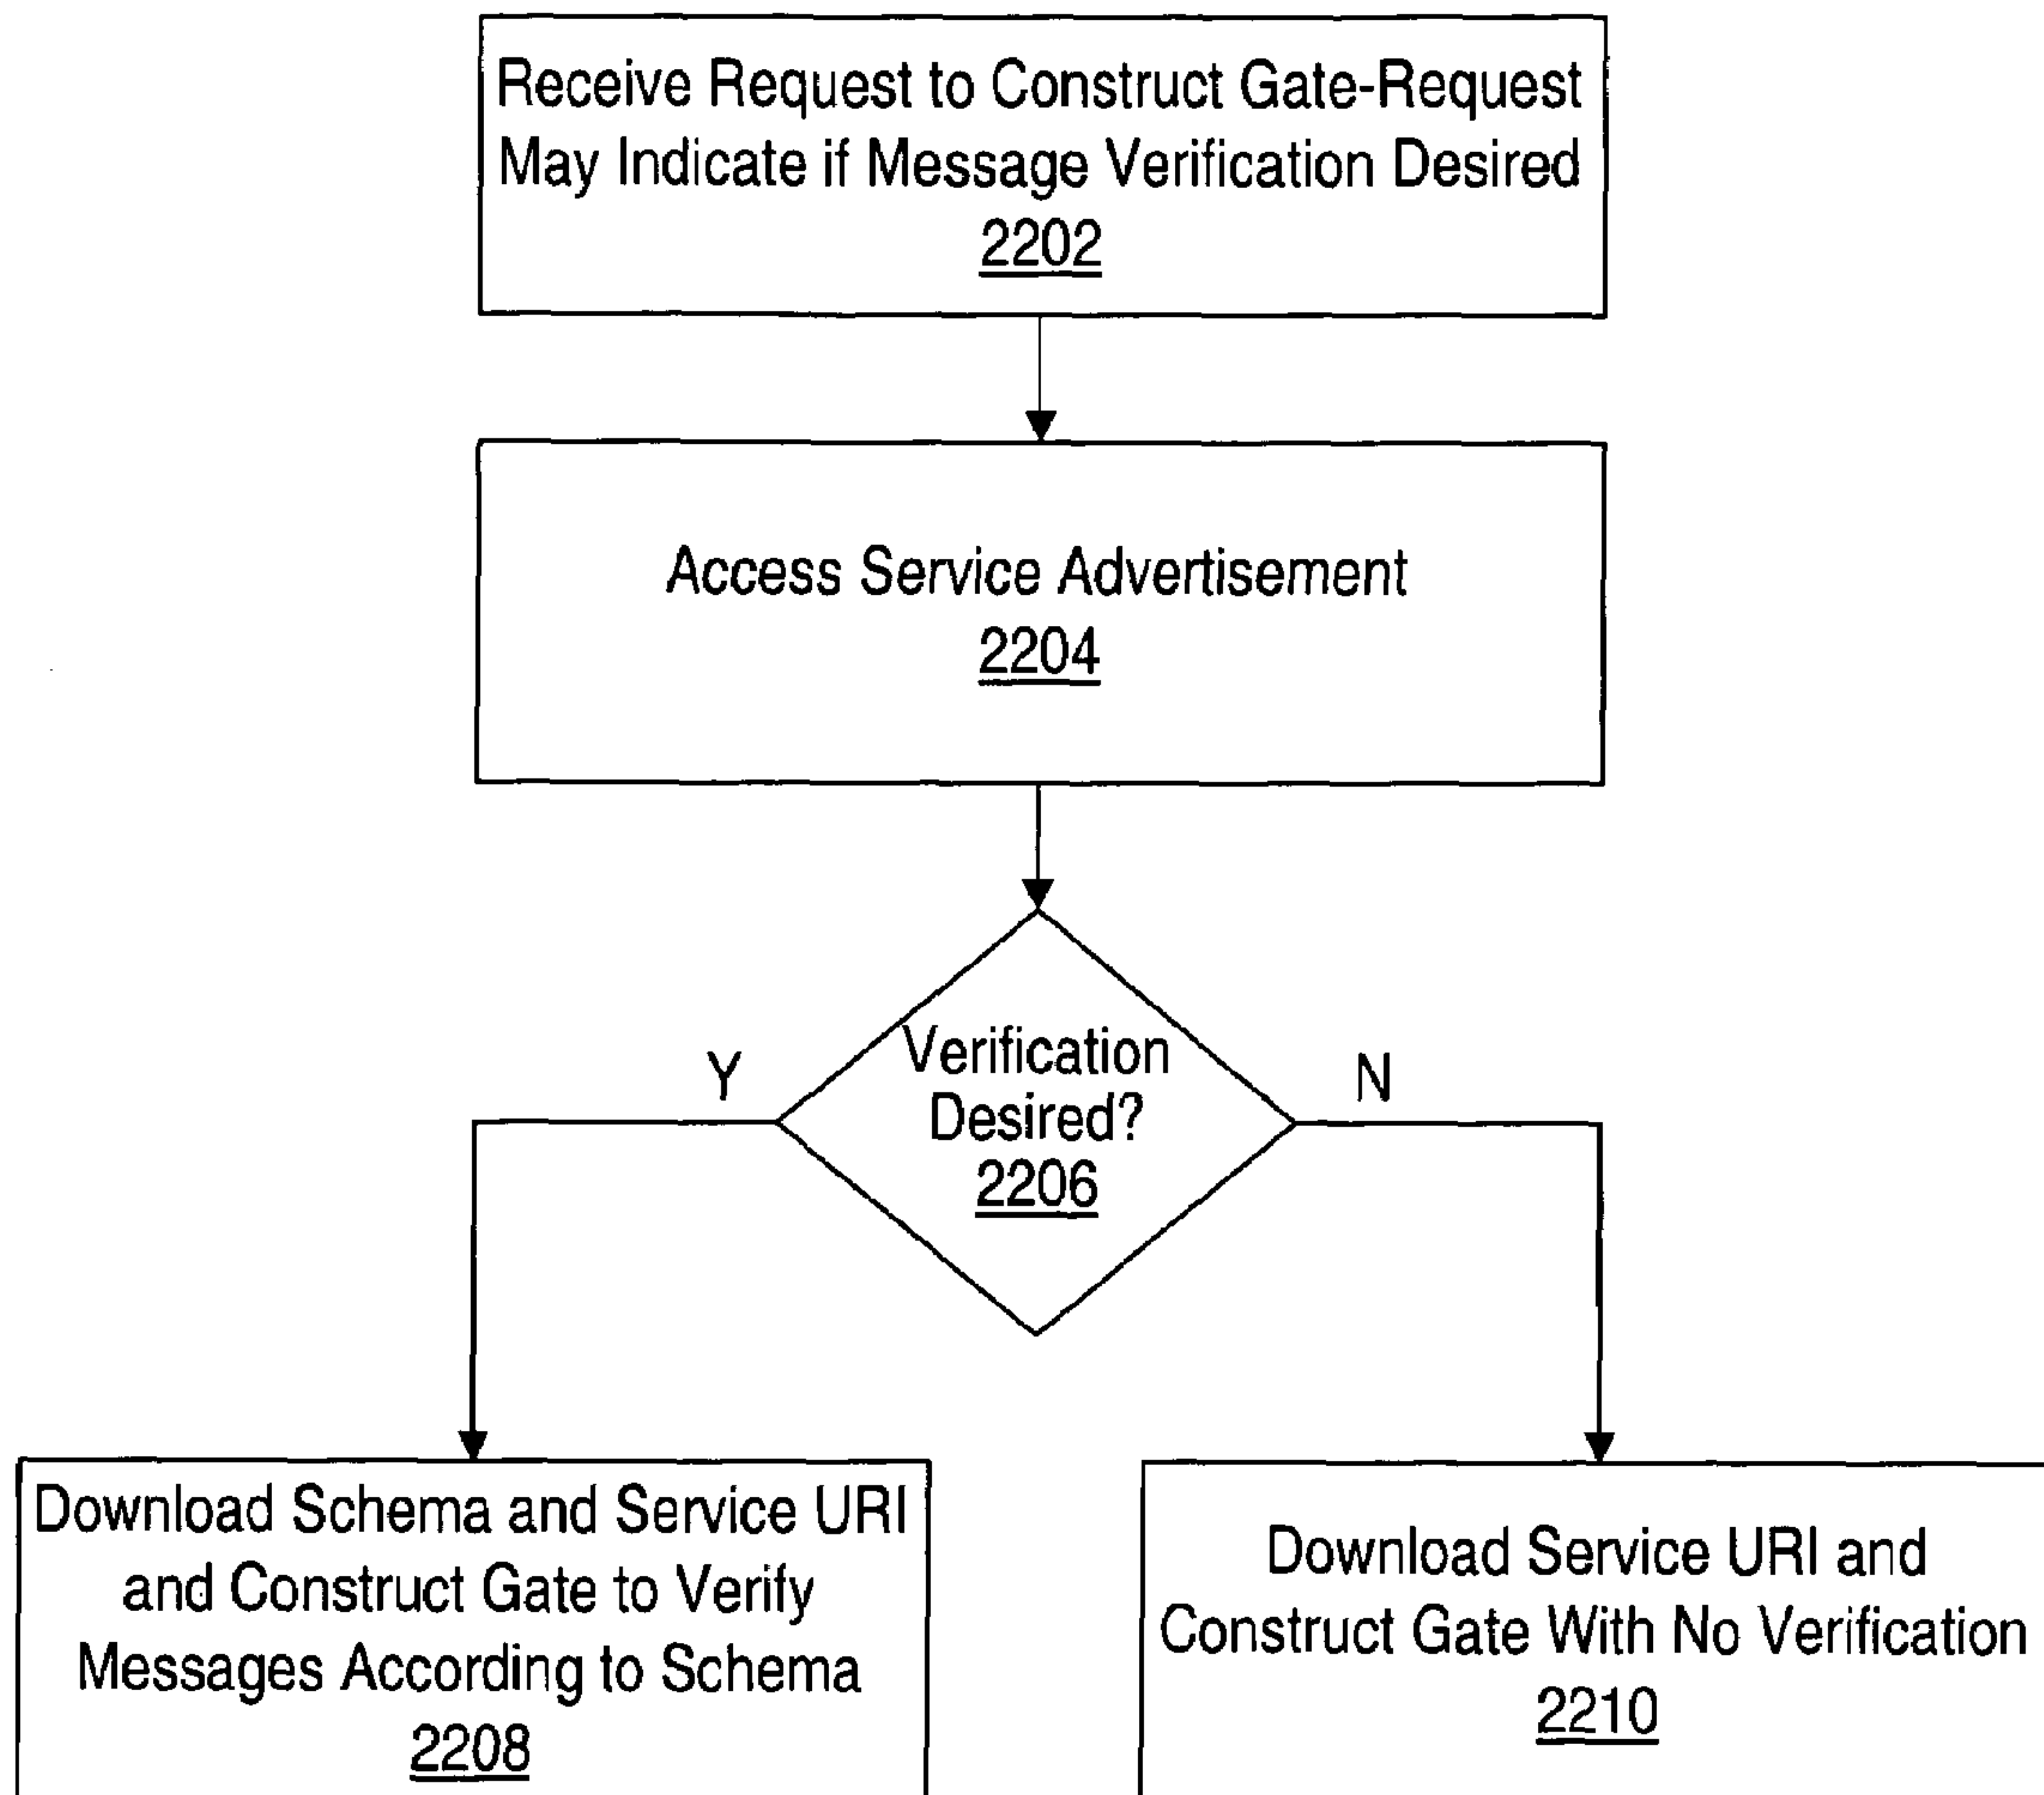 Receive Request to Construct Gate-Request
May Indicate if Message Verification Desired
2202
Access Service Advertisement
2204
Verification
Desired?
2206
Y
N
Download Schema and Service URI
and Construct Gate to Verify
Messages According to Schema
2208
Download Service URI and
Construct Gate With No Verification
2210